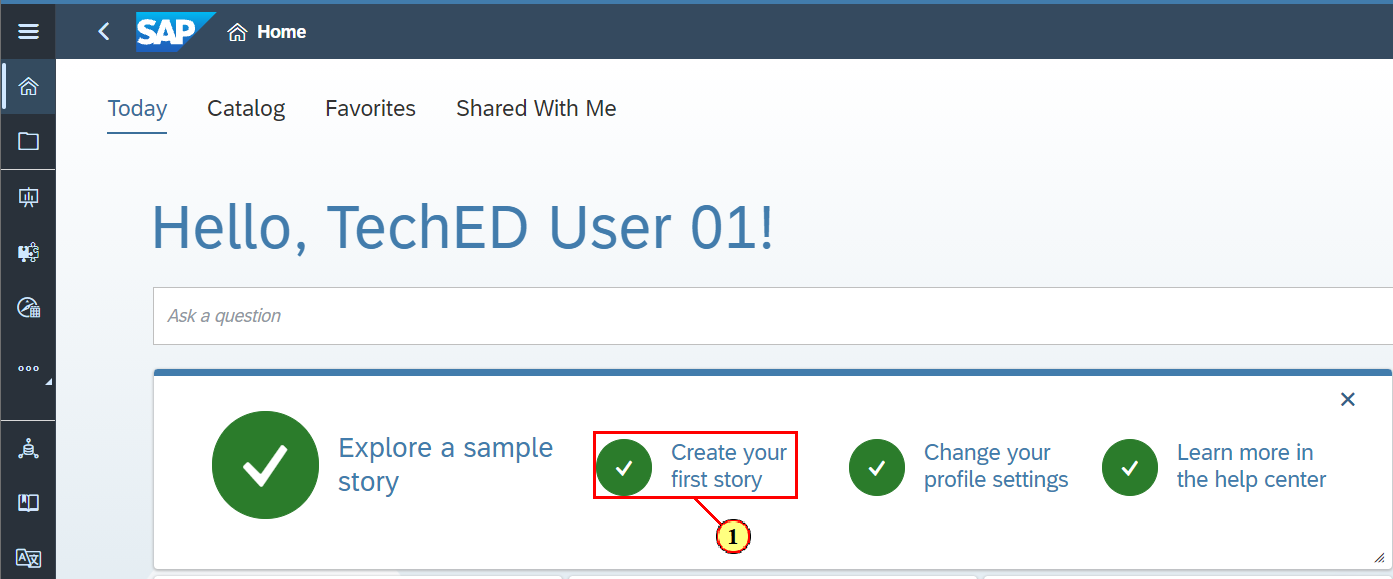 SAP Home
Today Catalog Favorites Shared With Me
Hello, TechED User 01!
Ask a question
Explore a sample
story
Create your
first story
Change your
profile settings
Learn more in
the help center
1